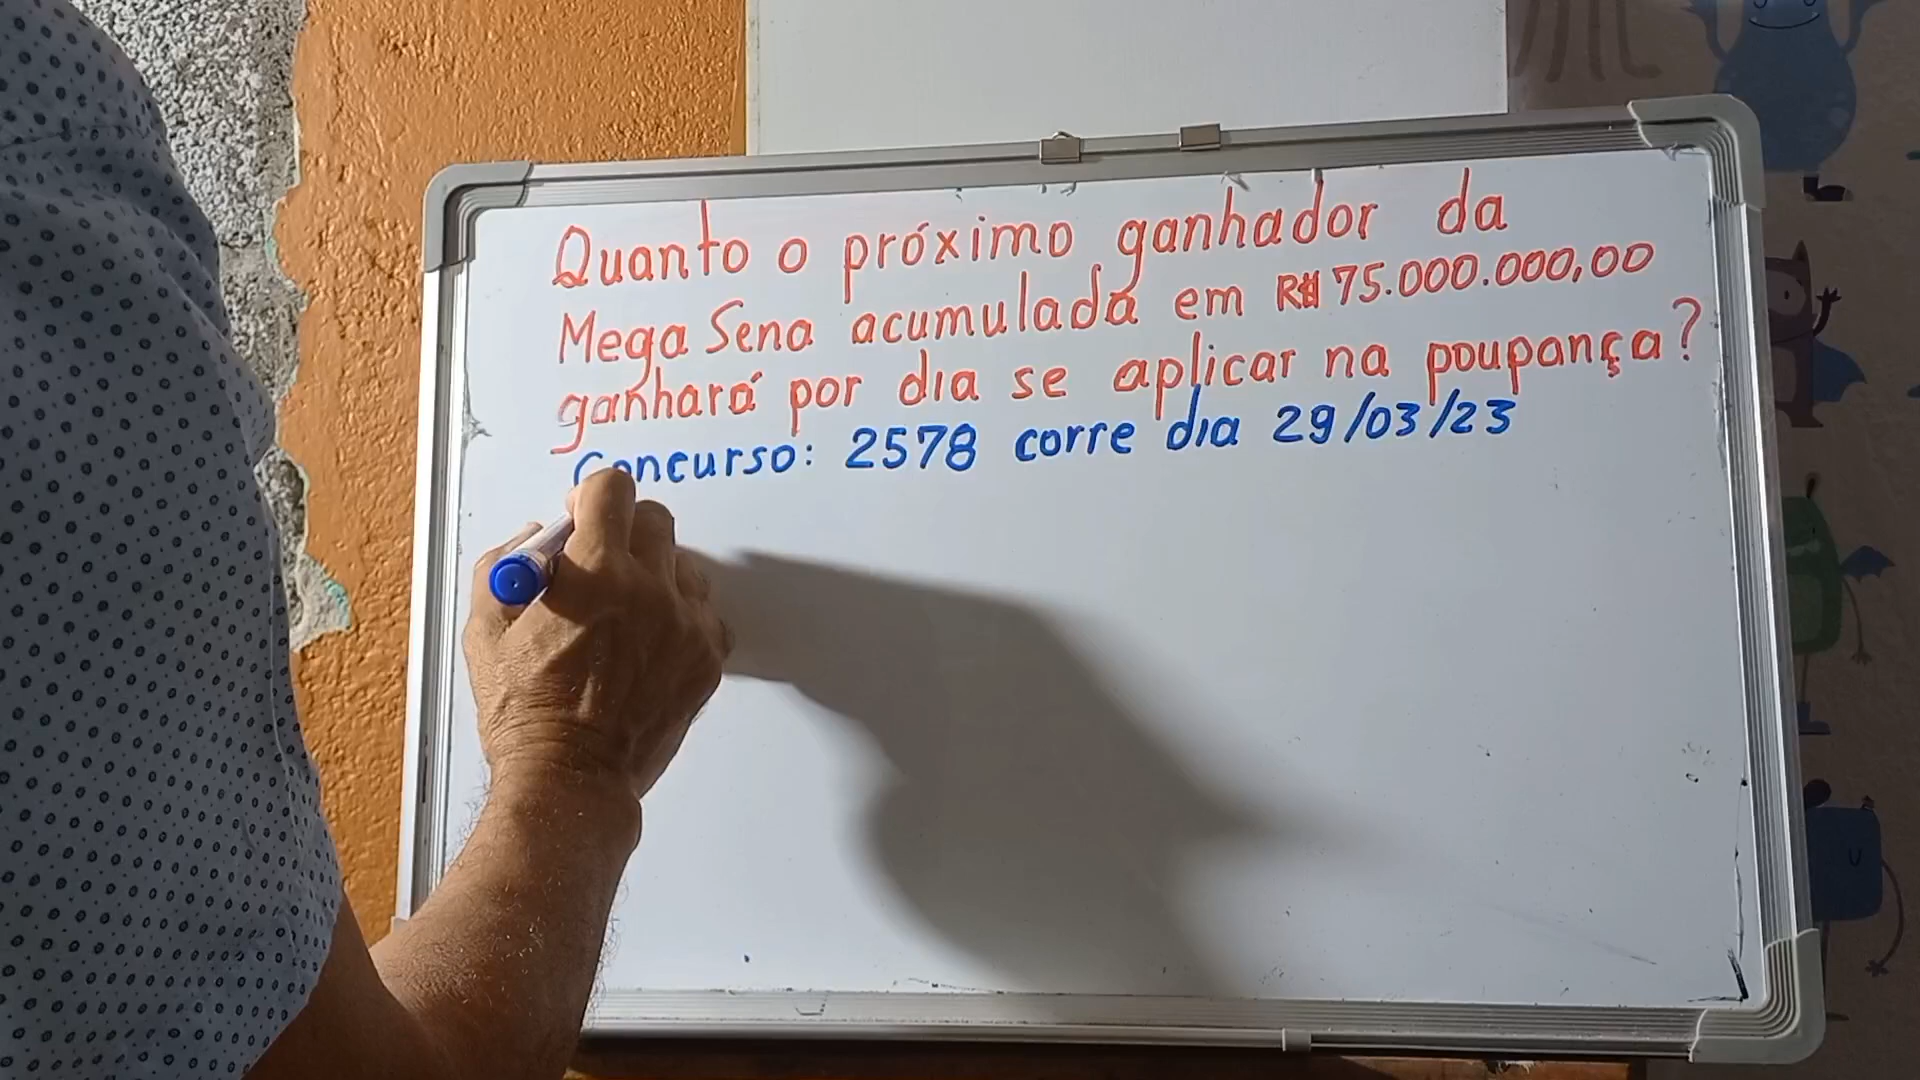 Quanto o próximo ganhador da
Mega Sena acumulada em R$ 75.000.000,00
ganhará por dia se aplicar na poupança?
Concurso: 2578 corre dia 29/03/23